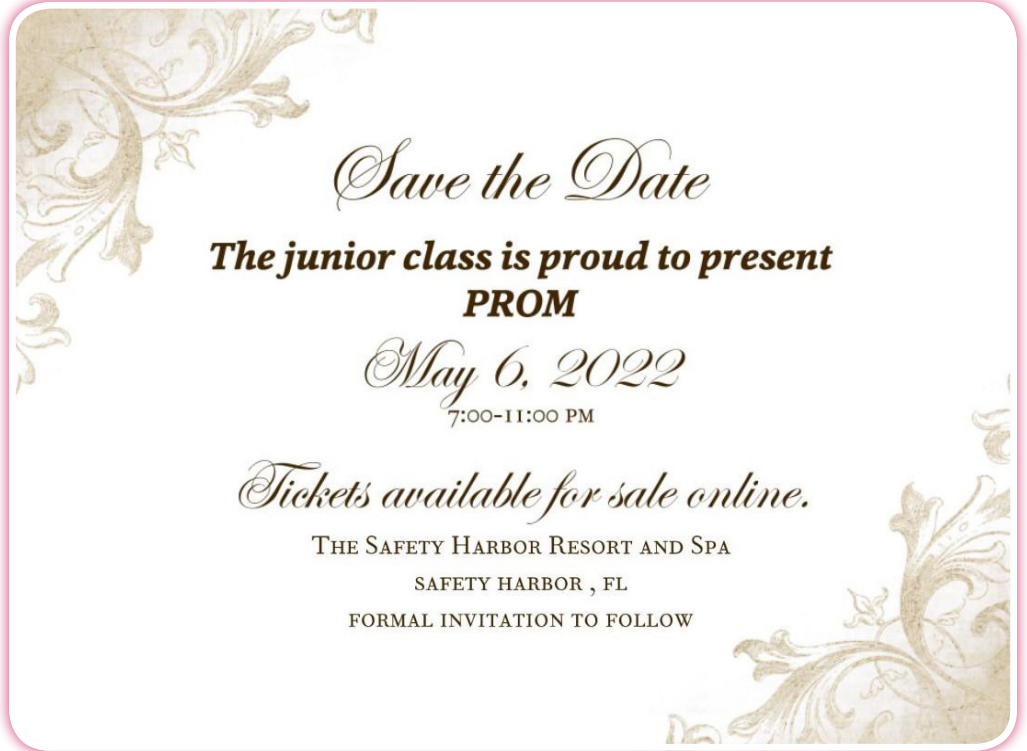 Save the Date
The junior class is proud to present
PROM
May 6, 2022
7:00-11:00 PM
Tickets available for sale online.
The Safety Harbor Resort and Spa
safety harbor , fl
formal invitation to follow